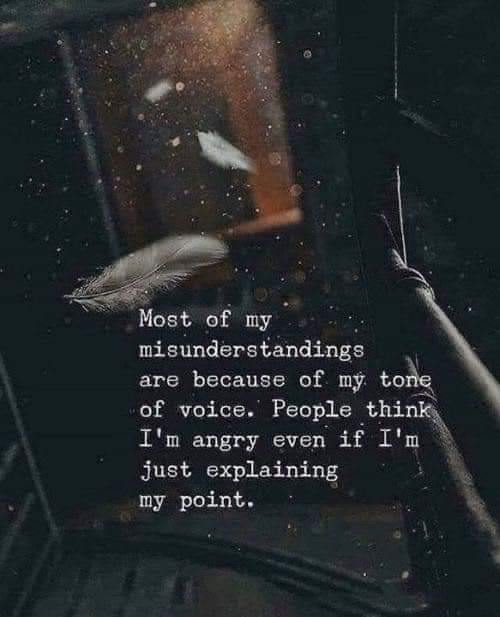 Most of my
misunderstandings
are because of my tone
of voice. People think
I'm angry even if I'm
just explaining
my point.